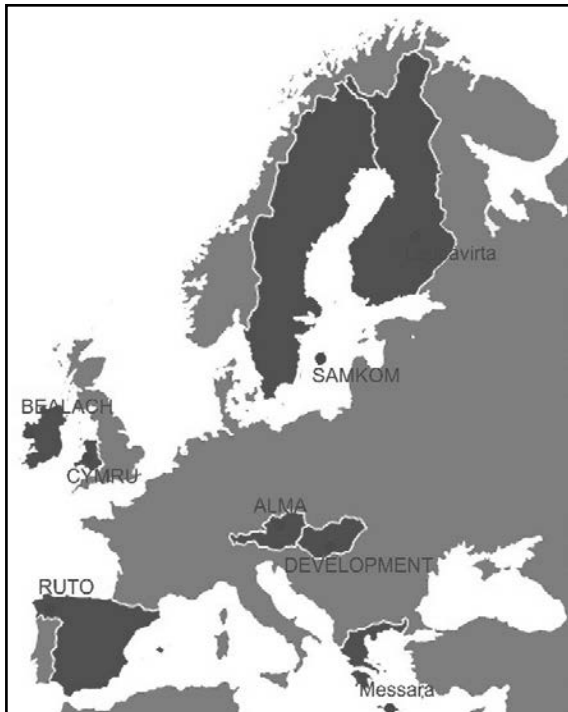 SAMKOM
BEALACH
CYMRU
ALMA
DEVELOPMENT
RUTO
Messara